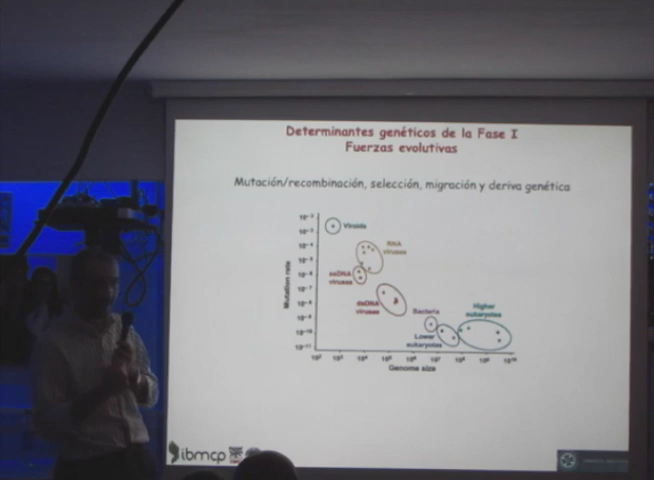 Determinantes genéticos de la Fase I
Fuerzas evolutivas
Mutación/recombinación, selección, migración y deriva genética
Viroids
RNA
viruses
ssDNA
viruses
dsDNA
viruses
Bacteria
Lower
eukaryotes
Higher
eukaryotes
Mutation rate
Genome size
ibmcp